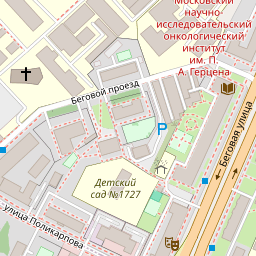 Московский
научно-
исследовательский
онкологический
институт
им. П.
А. Герцена
Беговой проезд
P
Беговая улица
Детский
сад №1727
улица Поликарпова